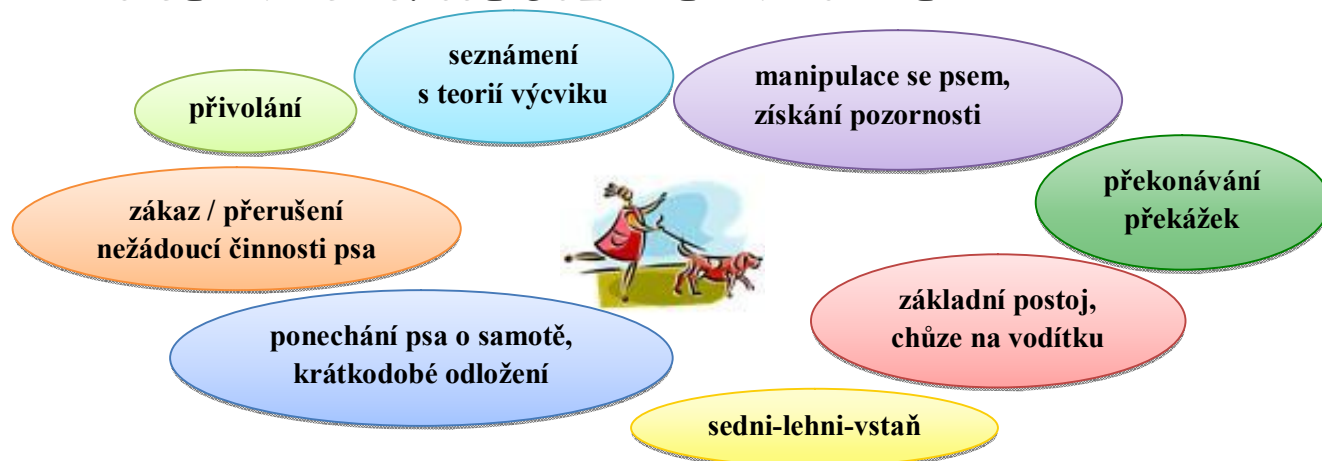 seznámení
s teorií výcviku
manipulace se psem,
získání pozornosti
přivolání
překonávání
překážek
zákaz / přerušení
nežádoucí činnosti psa
základní postoj,
chůze na vodítku
ponechání psa o samotě,
krátkodobé odložení
sedni-lehni-vstaň